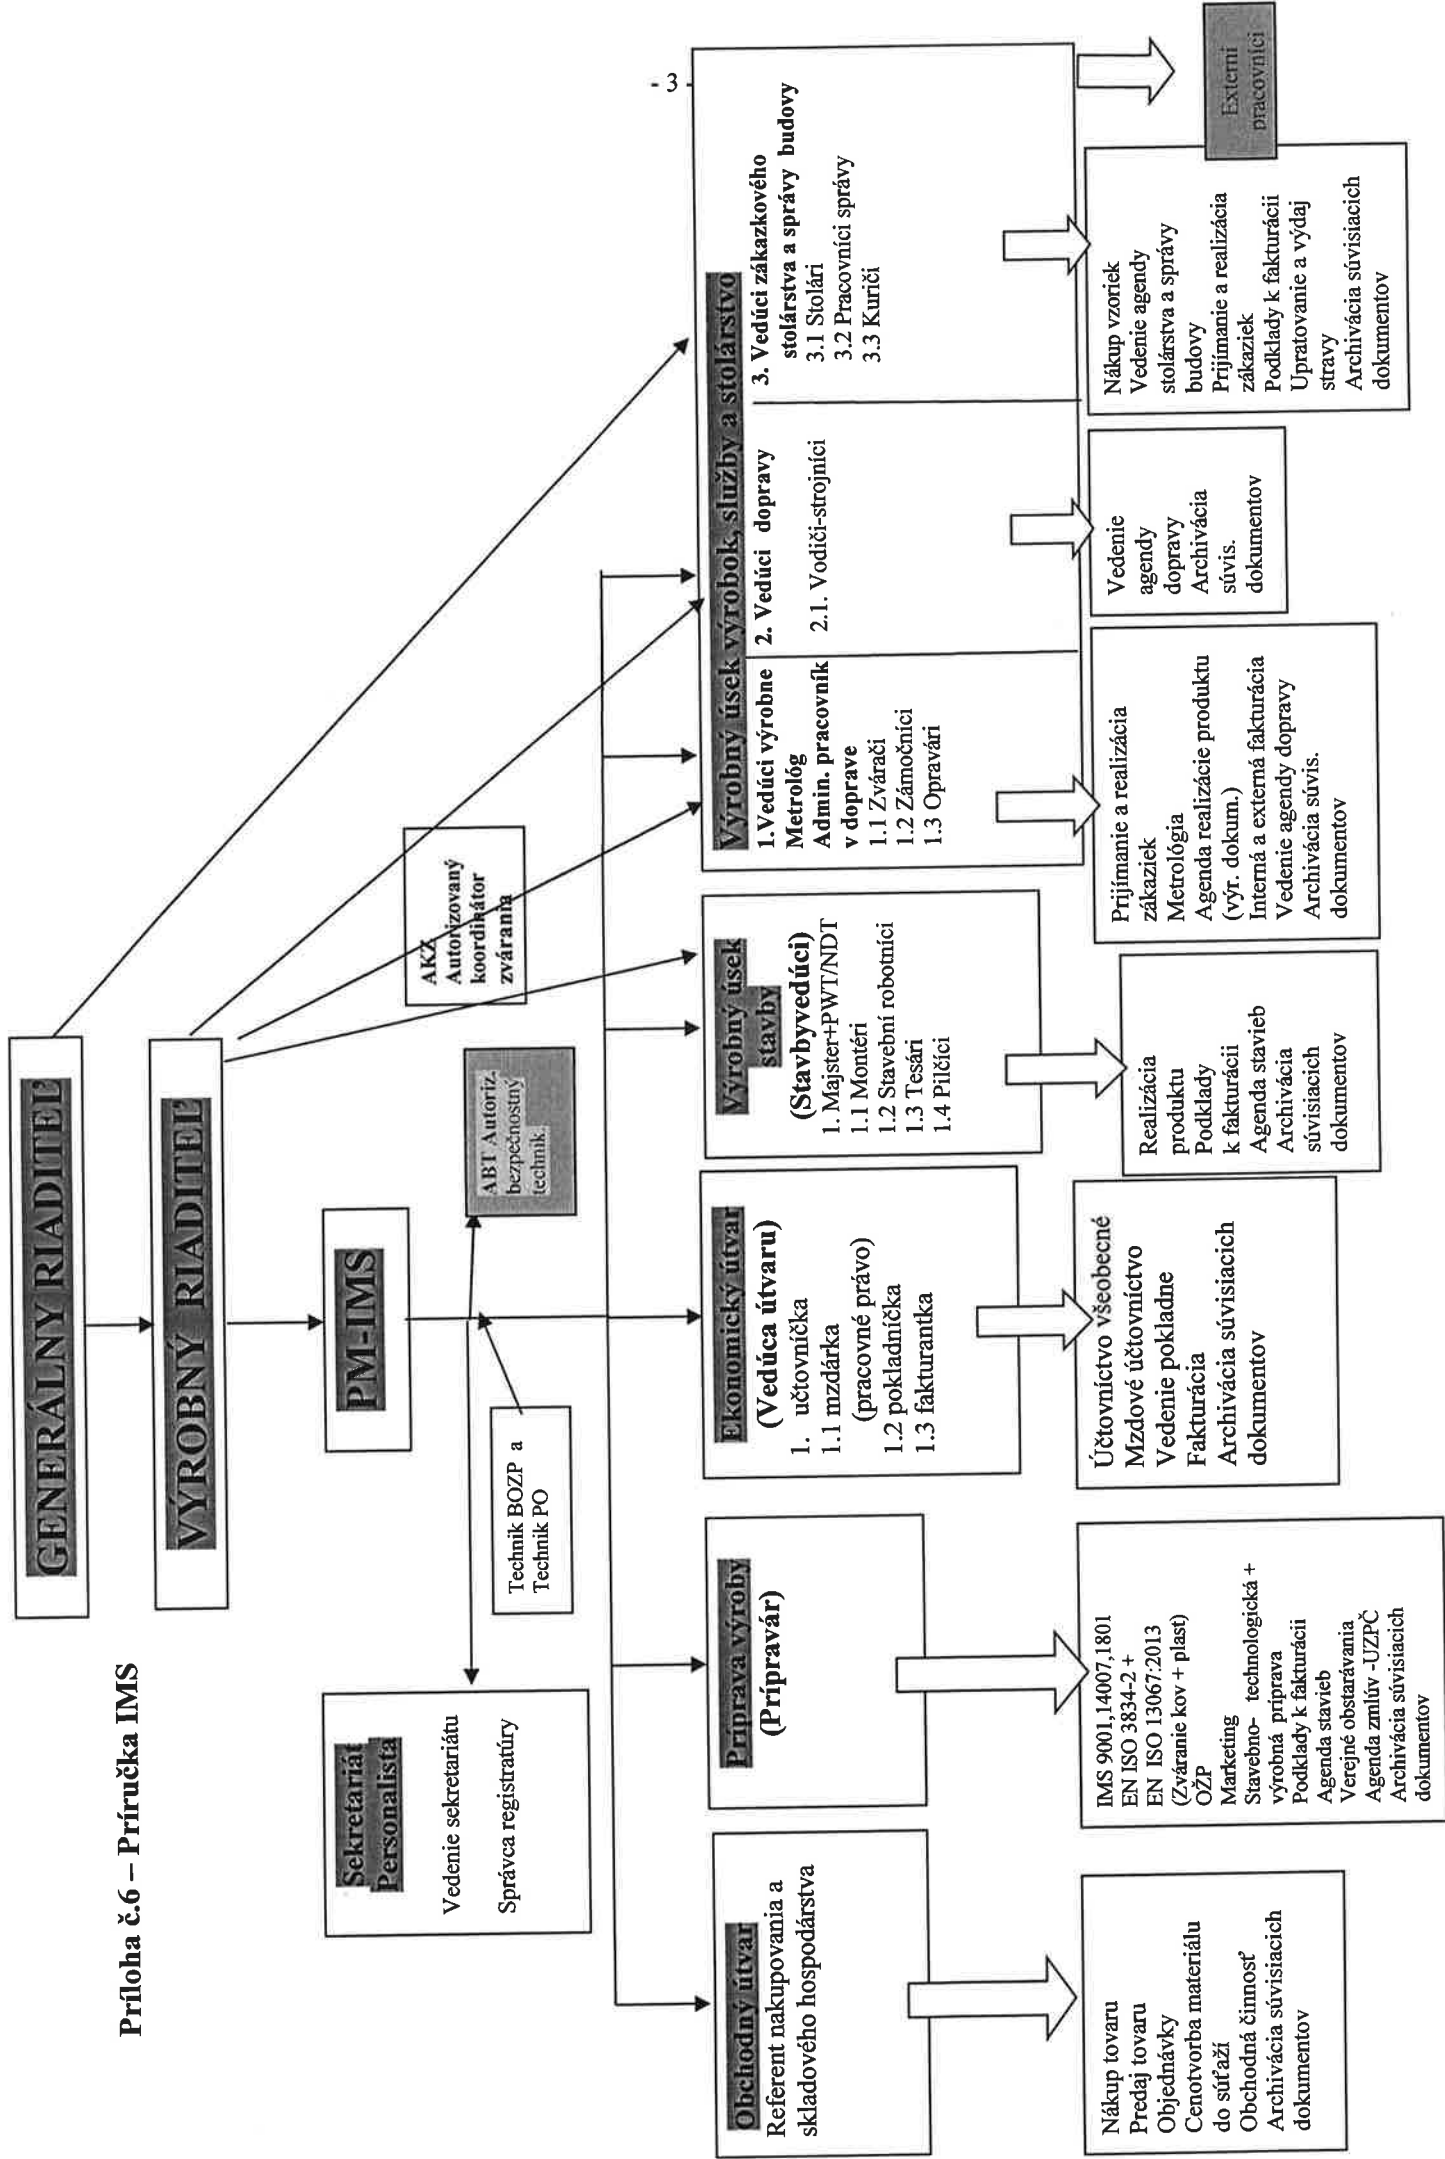 Príloha č.6 – Príručka IMS
- 3 -
GENERÁLNY RIADITEĽ
VÝROBNÝ RIADITEĽ
PM-IMS
Sekretariát
Personalista
Vedenie sekretariátu
Správca registratúry
Technik BOZP a
Technik PO
ABT Autoriz.
bezpečnostný
technik.
AKZ
Autorizovaný
koordinátor
zvárania
Obchodný útvar
Referent nakupovania a
skladového hospodárstva
Príprava výroby
(Prípravár)
Ekonomický útvar
(Vedúca útvaru)
1. učtovníčka
1.1 mzdárka
(pracovné právo)
1.2 pokladníčka
1.3 fakturantka
Výrobný úsek
stavby
(Stavbyvedúci)
1. Majster+PWT/NDT
1.1 Montéri
1.2 Stavební robotníci
1.3 Tesári
1.4 Pilčíci
Výrobný úsek výrobok, služby a stolárstvo
1.Vedúci výrobne
Metrológ
Admin. pracovník
v doprave
1.1 Zvárači
1.2 Zámočníci
1.3 Opravári
2. Vedúci dopravy
2.1. Vodiči-strojníci
3. Vedúci zákazkového
stolárstva a správy budovy
3.1 Stolári
3.2 Pracovníci správy
3.3 Kuriči
Nákup tovaru
Predaj tovaru
Objednávky
Cenotvorba materiálu
do súťaží
Obchodná činnosť
Archivácia súvisiacich
dokumentov
IMS 9001,14007,1801
EN ISO 3834-2 +
EN ISO 13067:2013
(Zváranie kov + plast)
OŽP
Marketing
Stavebno- technologická +
výrobná príprava
Podklady k fakturácii
Agenda stavieb
Verejné obstarávania
Agenda zmlúv -UZPČ
Archivácia súvisiacich
dokumentov
Účtovníctvo všeobecné
Mzdové účtovníctvo
Vedenie pokladne
Fakturácia
Archivácia súvisiacich
dokumentov
Realizácia
produktu
Podklady
k fakturácii
Agenda stavieb
Archivácia
súvisiacich
dokumentov
Prijímanie a realizácia
zákaziek
Metrológia
Agenda realizácie produktu
(výr. dokum.)
Interná a externá fakturácia
Vedenie agendy dopravy
Archivácia súvis.
dokumentov
Vedenie
agendy
dopravy
Archivácia
súvis.
dokumentov
Nákup vzoriek
Vedenie agendy
stolárstva a správy
budovy
Prijímanie a realizácia
zákaziek
Podklady k fakturácii
Upratovanie a výdaj
stravy
Archivácia súvisiacich
dokumentov
Externí
pracovníci